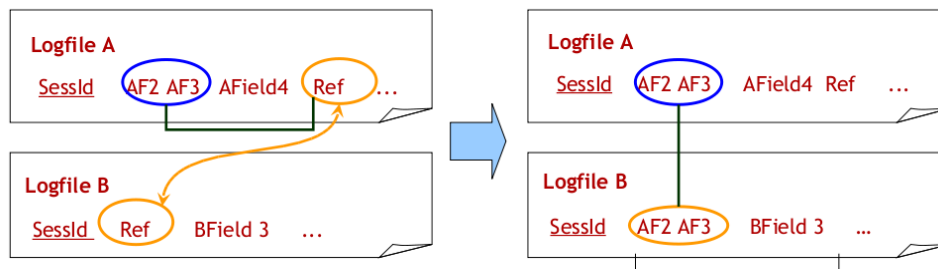 Logfile A
SessId AF2 AF3 AField4 Ref ...
Logfile B
SessId Ref BField 3 ...
Logfile A
SessId AF2 AF3 AField4 Ref ...
Logfile B
SessId AF2 AF3 BField 3 ...